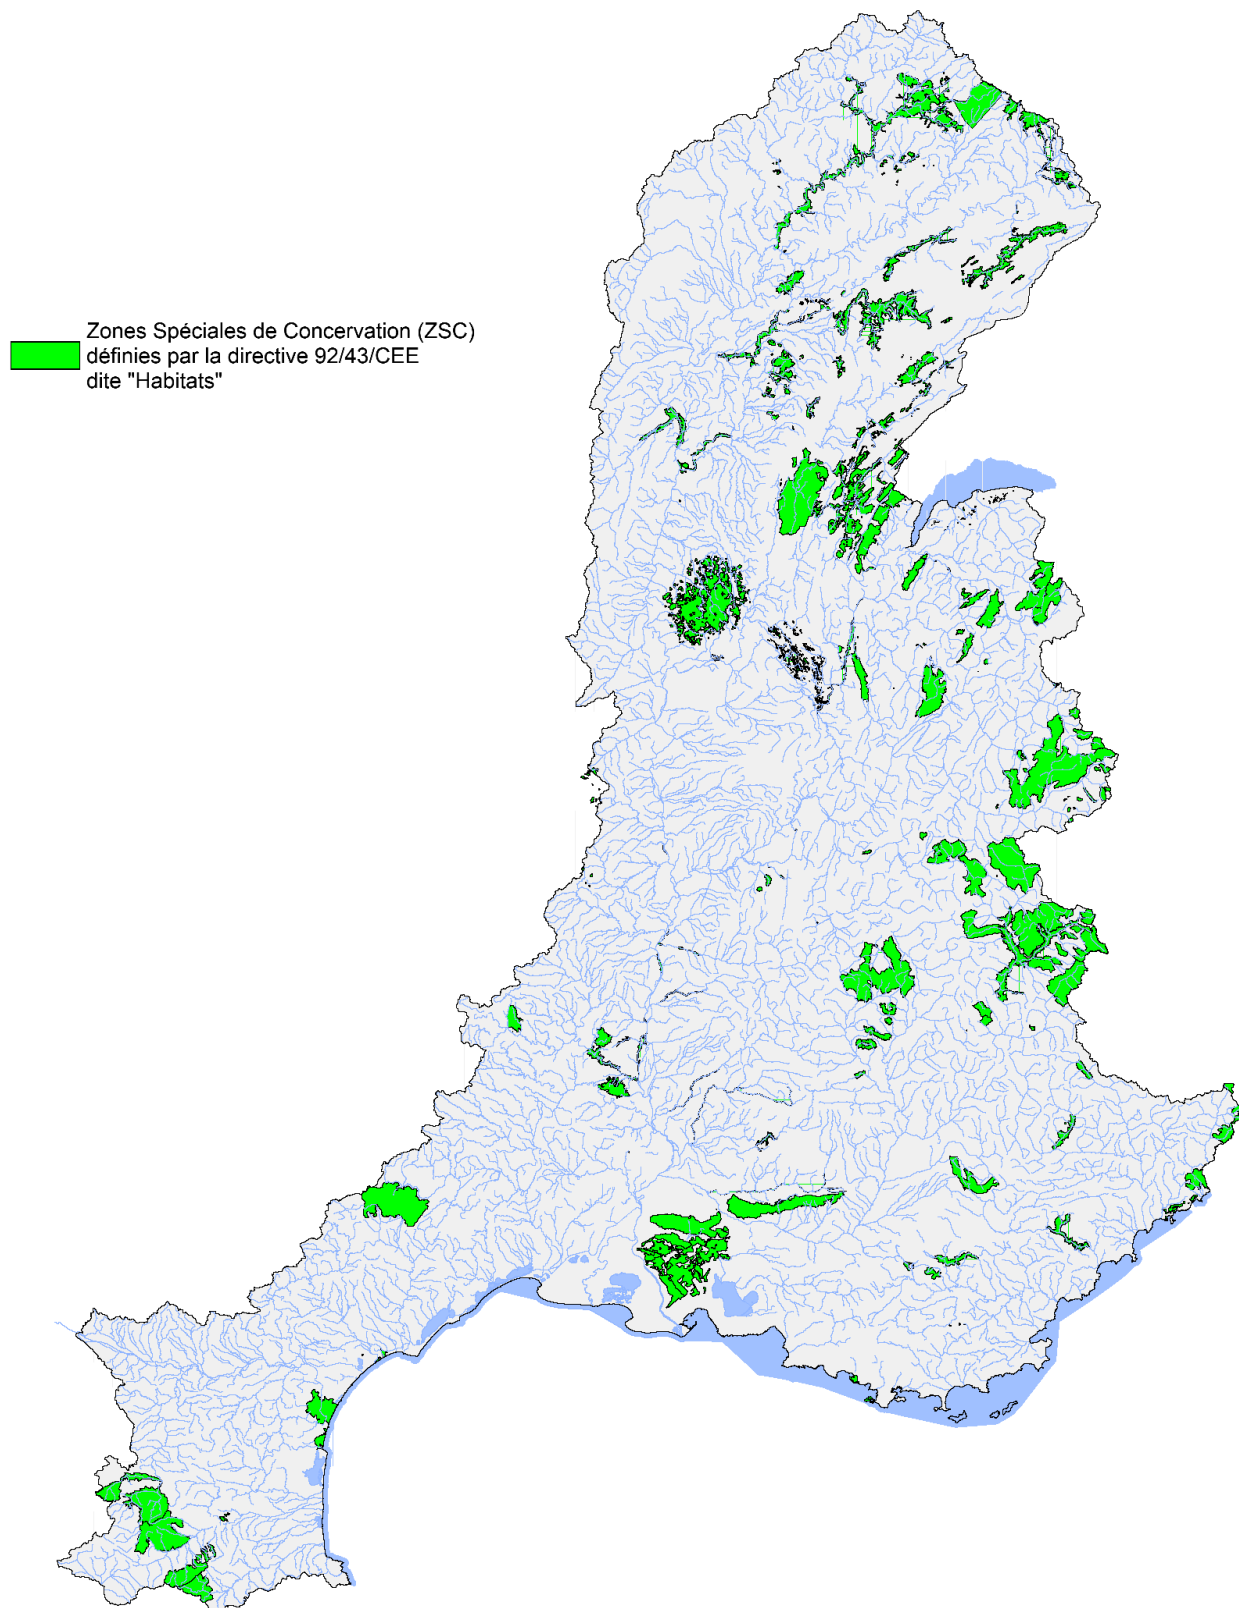 Zones Spéciales de Concervation (ZSC)
définies par la directive 92/43/CEE
dite "Habitats"